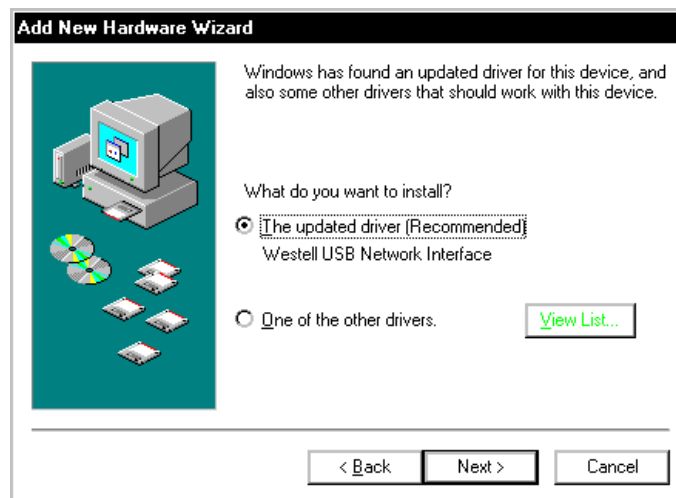 Add New Hardware Wizard
Windows has found an updated driver for this device, and
also some other drivers that should work with this device.
What do you want to install?
The updated driver (Recommended)
Westell USB Network Interface
One of the other drivers.
View List...
< Back
Next >
Cancel